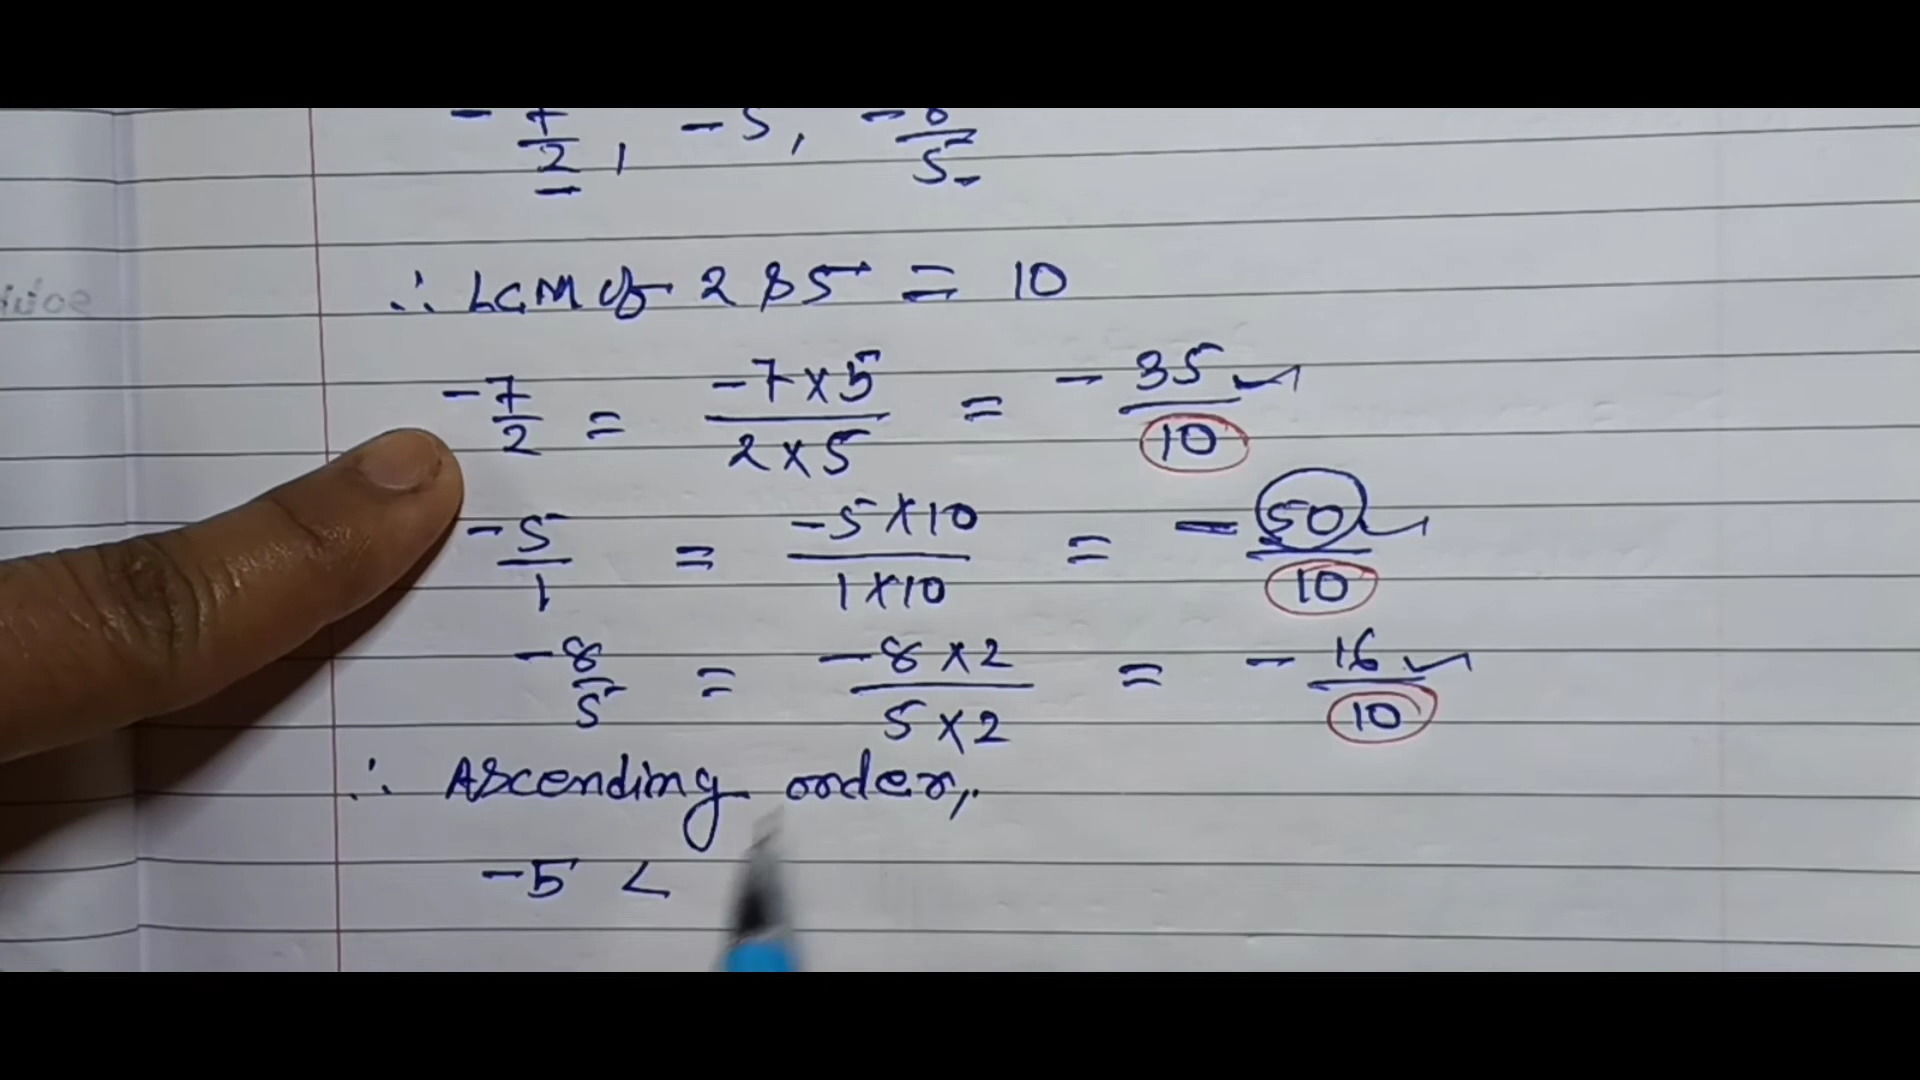 -7/2, -5, -8/5
∴ LCM of 2 & 5 = 10
-7/2 = -7×5/2×5 = -35/10
-5/1 = -5×10/1×10 = -50/10
-8/5 = -8×2/5×2 = -16/10
∴ Ascending order,
-5 <